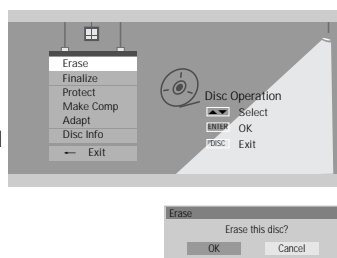 Erase
Finalize
Protect
Make Comp
Adapt
Disc Info
Exit
Disc Operation
Select
ENTER OK
DISC Exit
Erase
Erase this disc?
OK Cancel